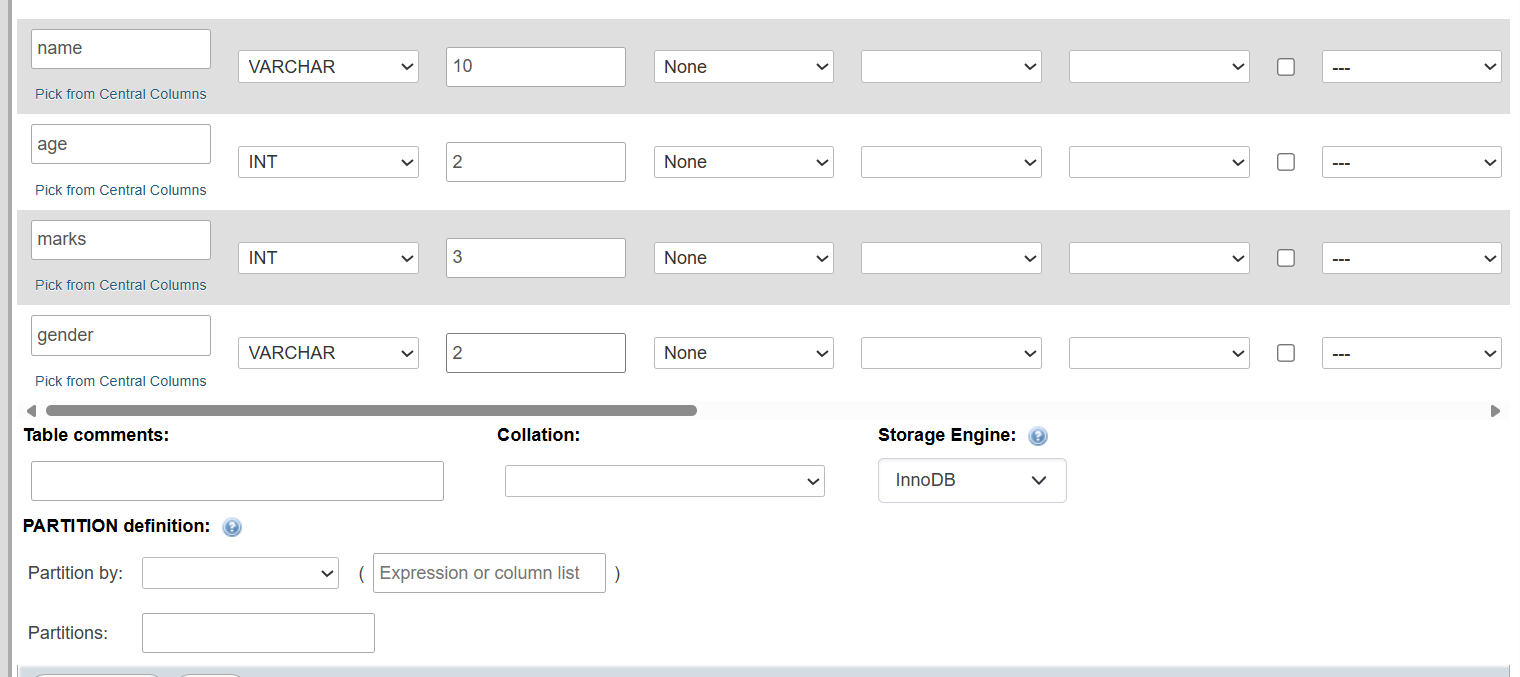 name
VARCHAR 10 None ---
Pick from Central Columns
age
INT 2 None ---
Pick from Central Columns
marks
INT 3 None ---
Pick from Central Columns
gender
VARCHAR 2 None ---
Pick from Central Columns
Table comments: Collation: Storage Engine:
InnoDB
PARTITION definition:
Partition by: ( Expression or column list )
Partitions: